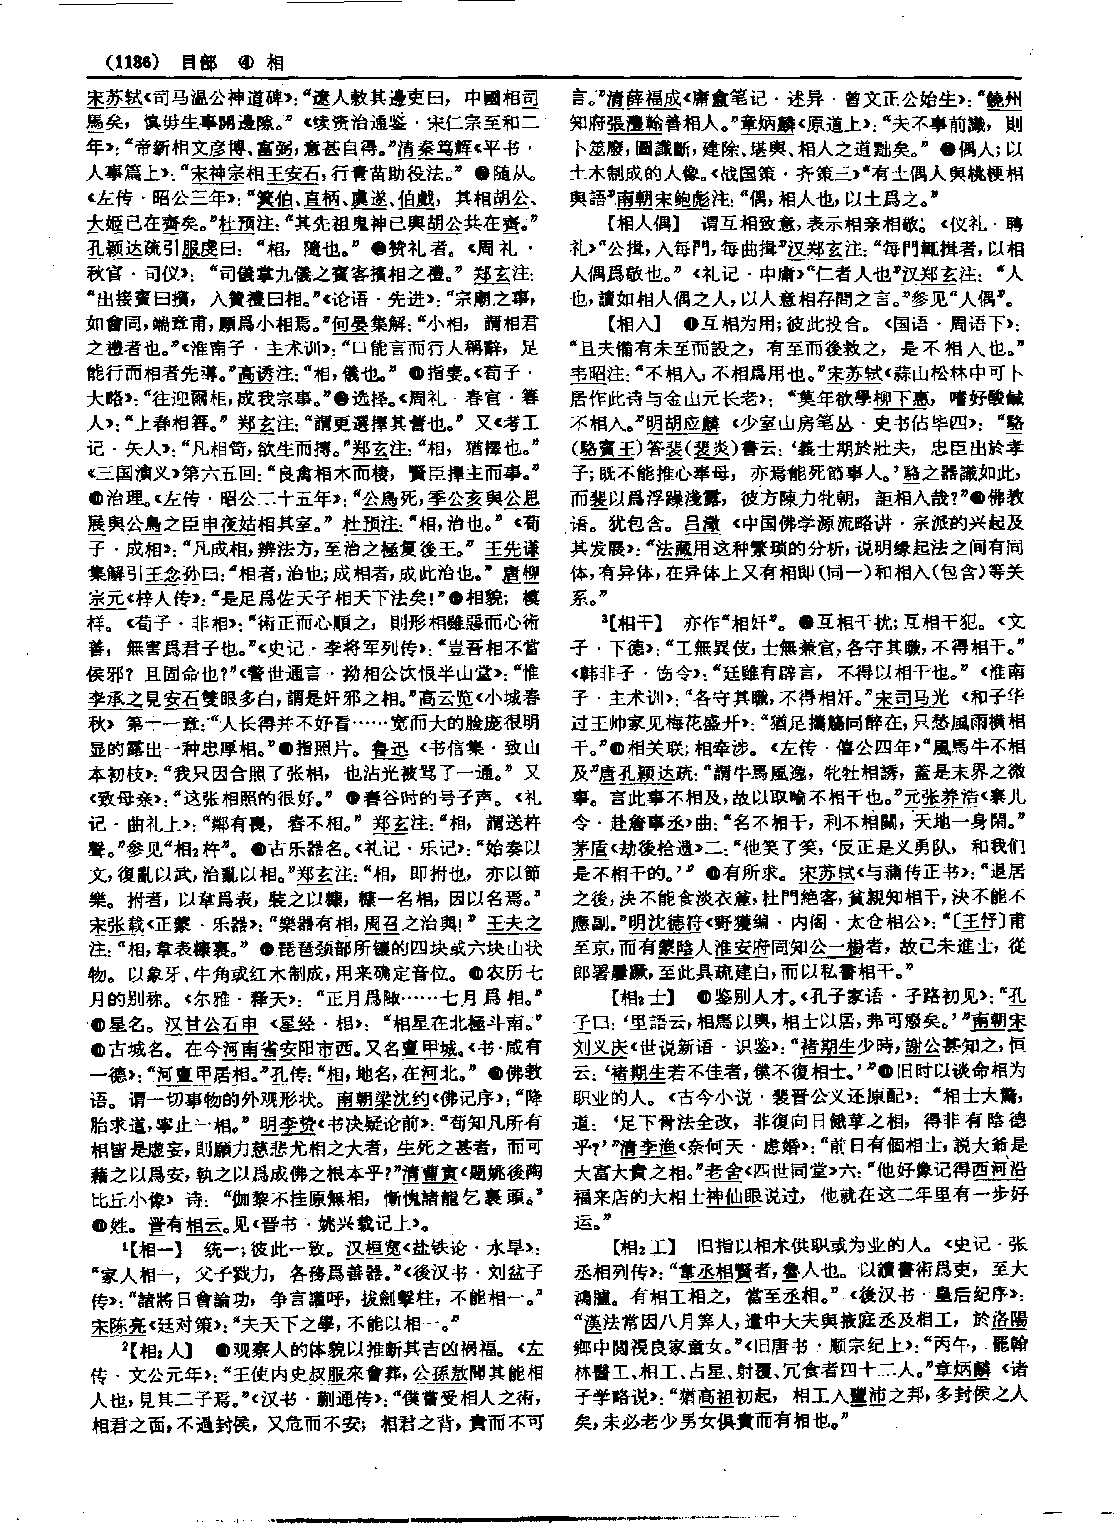 (1136) 目部 ④ 相
宋苏轼《司马温公神道碑》：“遼人敕其邊吏曰，中國相司
馬矣，慎毋生事開邊隙。”《续资治通鉴·宋仁宗至和二
年》：“帝新相文彦博、富弼，意甚自得。”清秦笃辉《平书·
人事篇上》：“宋神宗相王安石，行青苗助役法。”随从。
《左传·昭公三年》：“箕伯、直柄、虞遂、伯戲，其相胡公、
大姬已在齊矣。”杜预注：“其先祖鬼神已與胡公共在齊。”
孔颖达疏引服虔曰：“相，隨也。”赞礼者。《周礼·
秋官·司仪》：“司儀掌九儀之賓客擯相之禮。”郑玄注：
“出接賓曰擯，入贊禮曰相。”《论语·先进》：“宗廟之事，
如會同，端章甫，願爲小相焉。”何晏集解：“小相，謂相君
之禮者也。”《淮南子·主术训》：“口能言而行人稱辭，足
能行而相者先導。”高诱注：“相，儀也。”指妻。《荀子·
大略》：“往迎爾相，成我宗事。”选择。《周礼·春官·簭
人》：“上春相簭。”郑玄注：“謂更選擇其蓍也。”又《考工
记·矢人》：“凡相笴，欲生而摶。”郑玄注：“相，猶擇也。”
《三国演义》第六五回：“良禽相木而棲，賢臣擇主而事。”
治理。《左传·昭公二十五年》：“公鳥死，季公亥與公思
展與公鳥之臣申夜姑相其室。”杜预注：“相，治也。”《荀
子·成相》：“凡成相，辨法方，至治之極復後王。”王先谦
集解引王念孙曰：“相者，治也；成相者，成此治也。”唐柳
宗元《梓人传》：“是足爲佐天子相天下法矣！”相貌；模
样。《荀子·非相》：“術正而心順之，則形相雖惡而心術
善，無害爲君子也。”《史记·李将军列传》：“豈吾相不當
侯邪？且固命也？”《警世通言·拗相公饮恨半山堂》：“惟
李承之見安石雙眼多白，謂是奸邪之相。”高云览《小城春
秋》第十一章：“人长得并不好看……宽而大的脸庞很明
显的露出一种忠厚相。”指照片。鲁迅《书信集·致山
本初枝》：“我只因合照了张相，也沾光被骂了一通。”又
《致母亲》：“这张相照的很好。”舂谷时的号子声。《礼
记·曲礼上》：“鄰有喪，舂不相。”郑玄注：“相，謂送杵
聲。”参见“相₂杵”。古乐器名。《礼记·乐记》：“始奏以
文，復亂以武，治亂以相。”郑玄注：“相，即拊也，亦以節
樂。拊者，以韋爲表，裝之以糠，糠一名相，因以名焉。”
宋张载《正蒙·乐器》：“樂器有相，周召之治與！”王夫之
注：“相，韋表糠裏。”琵琶颈部所镶的四块或六块山状
物。以象牙、牛角或红木制成，用来确定音位。农历七
月的别称。《尔雅·释天》：“正月爲陬……七月爲相。”
星名。汉甘公石申《星经·相》：“相星在北極斗南。”
古城名。在今河南省安阳市西。又名亶甲城。《书·咸有
一德》：“河亶甲居相。”孔传：“相，地名，在河北。”佛教
语。谓一切事物的外观形状。南朝梁沈约《佛记序》：“降
胎求道，寧止一相。”明李贽《书决疑论前》：“苟知凡所有
相皆是虚妄，則願力慈悲尤相之大者，生死之甚者，而可
藉之以爲安，執之以爲成佛之根本乎？”清曹寅《题姚後陶
比丘小像》诗：“伽黎不挂原無相，慚愧諸龍乞裹頭。”
姓。晋有相云。见《晋书·姚兴载记上》。
¹【相一】 统一；彼此一致。汉桓宽《盐铁论·水旱》：
“家人相一，父子戮力，各務爲善器。”《後汉书·刘盆子
传》：“諸將日會論功，争言讙呼，拔劍擊柱，不能相一。”
宋陈亮《廷对策》：“夫天下之學，不能以相一。”
²【相₂人】 ❶观察人的体貌以推断其吉凶祸福。《左
传·文公元年》：“王使内史叔服來會葬，公孫敖聞其能相
人也，見其二子焉。”《汉书·蒯通传》：“僕嘗受相人之術，
相君之面，不過封侯，又危而不安；相君之背，貴而不可
言。”清薛福成《庸盦笔记·述异·曾文正公始生》：“饒州
知府張澧翰善相人。”章炳麟《原道上》：“夫不事前識，則
卜筮廢，圖讖斷，建除、堪輿、相人之道黜矣。”❷偶人；以
土木制成的人像。《战国策·齐策三》“有土偶人與桃梗相
與語”南朝宋鲍彪注：“偶，相人也，以土爲之。”
【相人偶】 谓互相致意，表示相亲相敬。《仪礼·聘
礼》“公揖，入每門，每曲揖”汉郑玄注：“每門輒揖者，以相
人偶爲敬也。”《礼记·中庸》“仁者人也”汉郑玄注：“人
也，讀如相人偶之人，以人意相存問之言。”参见“人偶”。
【相入】 ❶互相为用；彼此投合。《国语·周语下》：
“且夫備有未至而設之，有至而後救之，是不相入也。”
韦昭注：“不相入，不相爲用也。”宋苏轼《蒜山松林中可卜
居作此诗与金山元长老》：“莫年欲學柳下惠，嗜好酸鹹
不相入。”明胡应麟《少室山房笔丛·史书佔毕四》：“駱
（駱賓王）答裴（裴炎）書云：‘義士期於壯夫，忠臣出於孝
子；既不能推心奉母，亦焉能死節事人。’駱之器識如此，
而裴以爲浮躁淺露，彼方陳力牝朝，詎相入哉？”❷佛教
语。犹包含。吕澂《中国佛学源流略讲·宗派的兴起及
其发展》：“法藏用这种繁琐的分析，说明缘起法之间有同
体，有异体，在异体上又有相即（同一）和相入（包含）等关
系。”
³【相干】 亦作“相奸”。❶互相干扰；互相干犯。《文
子·下德》：“工無異伎，士無兼官，各守其職，不得相干。”
《韩非子·饬令》：“廷雖有辟言，不得以相干也。”《淮南
子·主术训》：“各守其職，不得相奸。”宋司马光《和子华
过王帅家见梅花盛开》：“猶足攜觴同醉在，只愁風雨横相
干。”❷相关联；相牵涉。《左传·僖公四年》“風馬牛不相
及”唐孔颖达疏：“謂牛馬風逸，牝牡相誘，蓋是末界之微
事。言此事不相及，故以取喻不相干也。”元张养浩《寨儿
令·赴詹事丞》曲：“名不相干，利不相關，天地一身閑。”
茅盾《劫後拾遗》二：“他笑了笑，‘反正是义勇队，和我们
是不相干的。’”❸有所求。宋苏轼《与蒲传正书》：“退居
之後，决不能食淡衣麄，杜門絶客，貧親知相干，决不能不
應副。”明沈德符《野獲编·内阁·太仓相公》：“〔王忬〕甫
至京，而有蒙陰人淮安府同知公一楊者，故已未進士，從
郎署屢蹶，至此具疏建白，而以私書相干。”
【相₂士】 ❶鉴别人才。《孔子家语·子路初见》：“孔
子曰：‘里語云，相馬以輿，相士以居，弗可廢矣。’”南朝宋
刘义庆《世说新语·识鉴》：“褚期生少時，謝公甚知之，恒
云：‘褚期生若不佳者，僕不復相士。’”❷旧时以谈命相为
职业的人。《古今小说·裴晋公义还原配》：“相士大驚，
道：‘足下骨法全改，非復向日餓莩之相，得非有陰德
乎？’”清李渔《奈何天·虑婚》：“前日有個相士，説大爺是
大富大貴之相。”老舍《四世同堂》六：“他好像记得西河沿
福来店的大相士神仙眼说过，他就在这二年里有一步好
运。”
【相₂工】 旧指以相术供职或为业的人。《史记·张
丞相列传》：“韋丞相賢者，魯人也。以讀書術爲吏，至大
鴻臚。有相工相之，當至丞相。”《後汉书·皇后纪序》：
“漢法常因八月筭人，遣中大夫與掖庭丞及相工，於洛陽
鄉中閲視良家童女。”《旧唐书·顺宗纪上》：“丙午，罷翰
林醫工、相工、占星、射覆、冗食者四十二人。”章炳麟《诸
子学略说》：“猶高祖初起，相工入豐沛之邦，多封侯之人
矣，未必老少男女俱貴而有相也。”